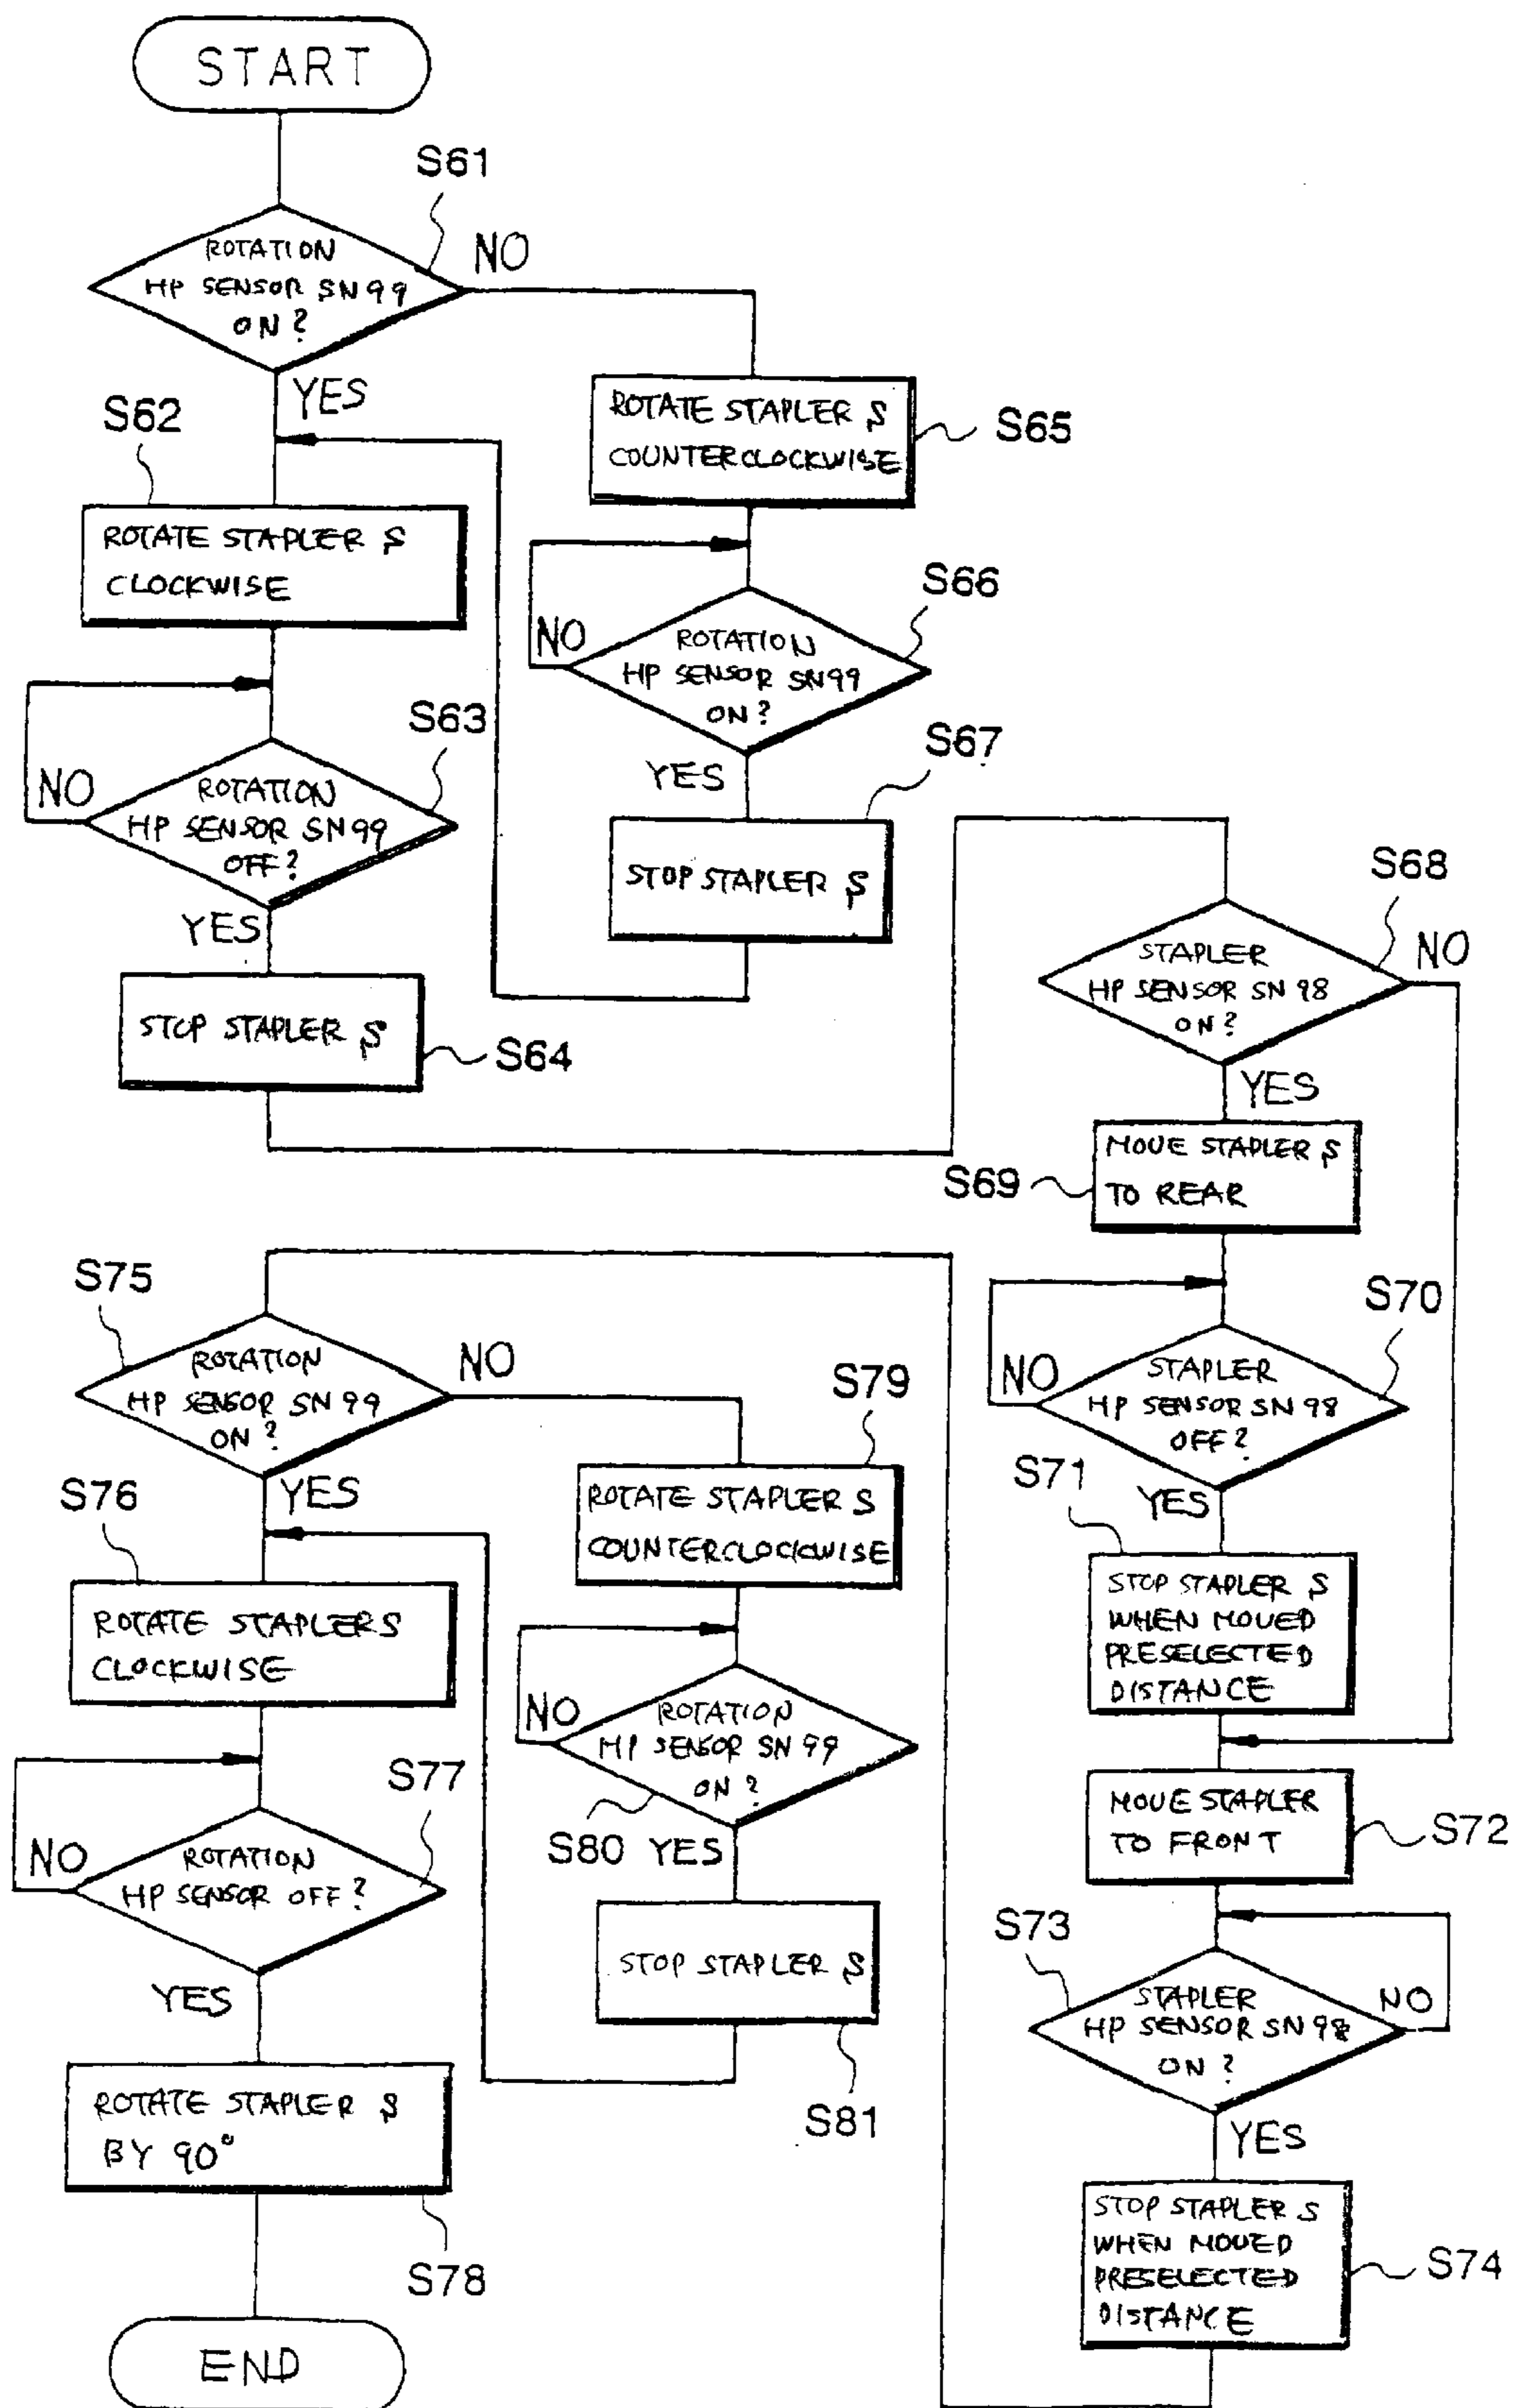 START
S61
ROTATION
HP SENSOR SN99
ON?
NO
YES
S62
ROTATE STAPLER S
CLOCKWISE
S63
NO
ROTATION
HP SENSOR SN99
OFF?
YES
STOP STAPLER S
S64
ROTATE STAPLER S
COUNTERCLOCKWISE
S65
S66
NO
ROTATION
HP SENSOR SN99
ON?
YES
S67
STOP STAPLER S
S68
STAPLER
HP SENSOR SN98
ON?
NO
YES
S69
MOVE STAPLER S
TO REAR
S70
NO
STAPLER
HP SENSOR SN98
OFF?
YES
S71
STOP STAPLER S
WHEN MOVED
PRESELECTED
DISTANCE
MOVE STAPLER
TO FRONT
S72
S73
STAPLER
HP SENSOR SN98
ON?
NO
YES
STOP STAPLER S
WHEN MOVED
PRESELECTED
DISTANCE
S74
S75
ROTATION
HP SENSOR SN99
ON?
NO
YES
S76
ROTATE STAPLER S
CLOCKWISE
S77
NO
ROTATION
HP SENSOR OFF?
YES
ROTATE STAPLER S
BY 90°
S78
S79
ROTATE STAPLER S
COUNTERCLOCKWISE
NO
ROTATION
HP SENSOR SN99
ON?
S80
YES
STOP STAPLER S
S81
END